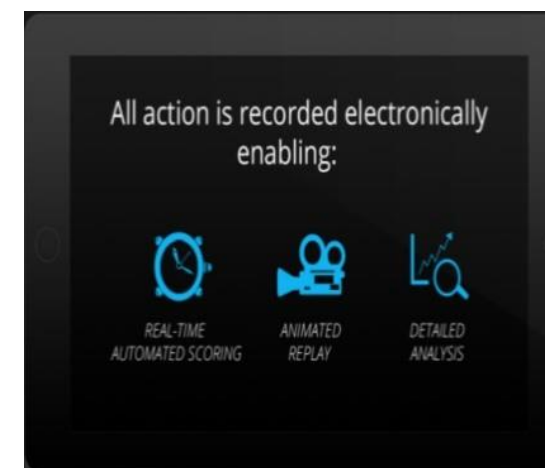 All action is recorded electronically
enabling:
REAL-TIME
AUTOMATED SCORING
ANIMATED
REPLAY
DETAILED
ANALYSIS